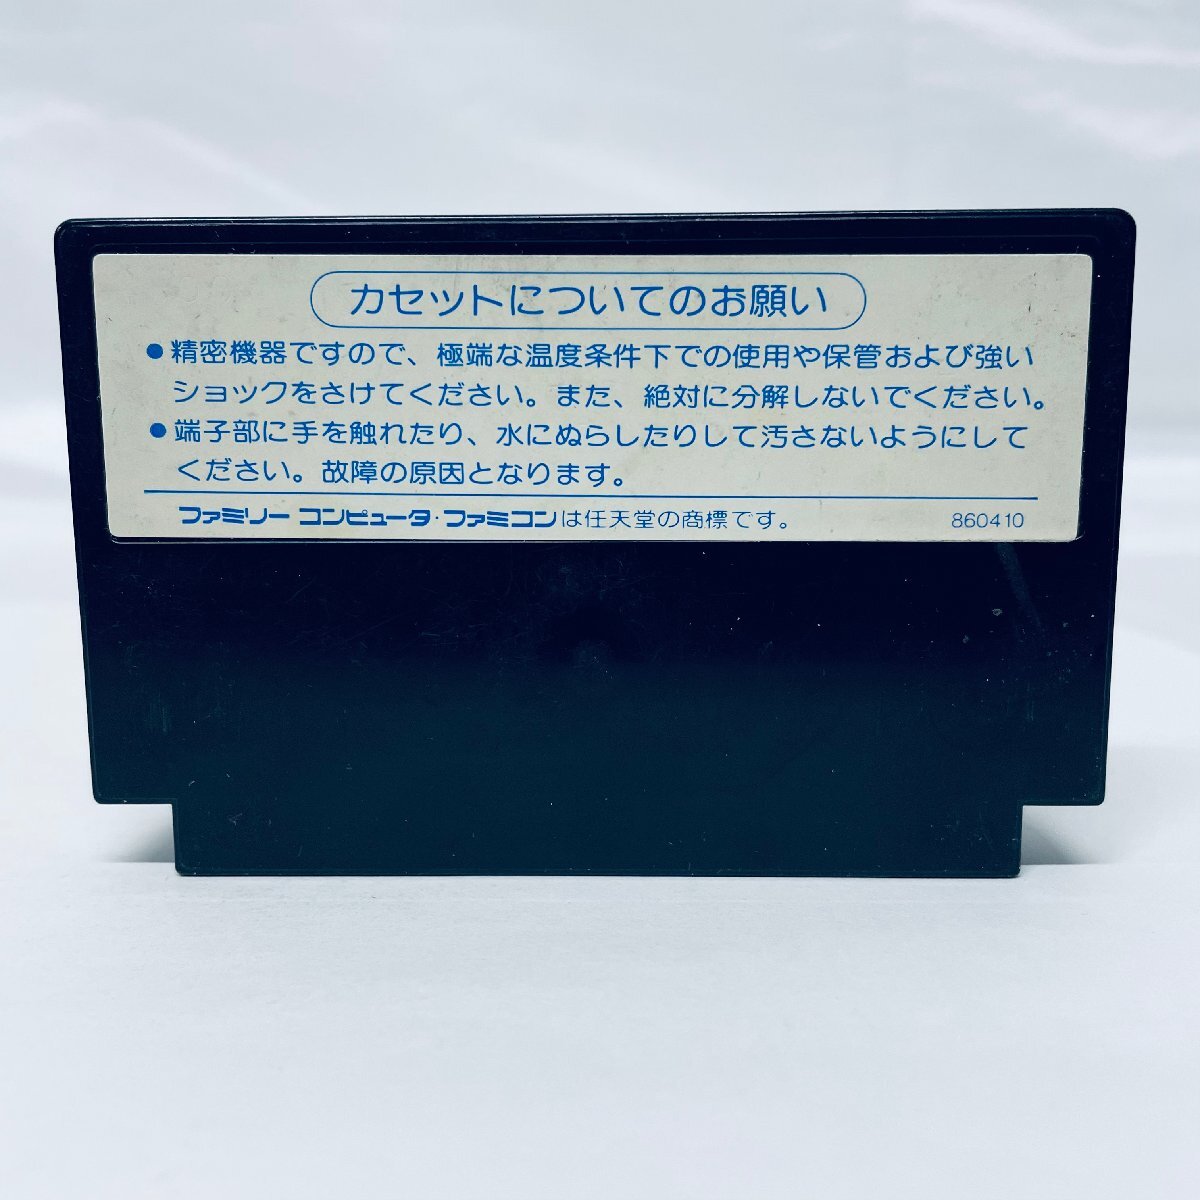 カセットについてのお願い
●精密機器ですので、極端な温度条件下での使用や保管および強い
ショックをさけてください。また、絶対に分解しないでください。
●端子部に手を触れたり、水にぬらしたりして汚さないようにして
ください。故障の原因となります。
ファミリー コンピュータ・ファミコンは任天堂の商標です。 860410